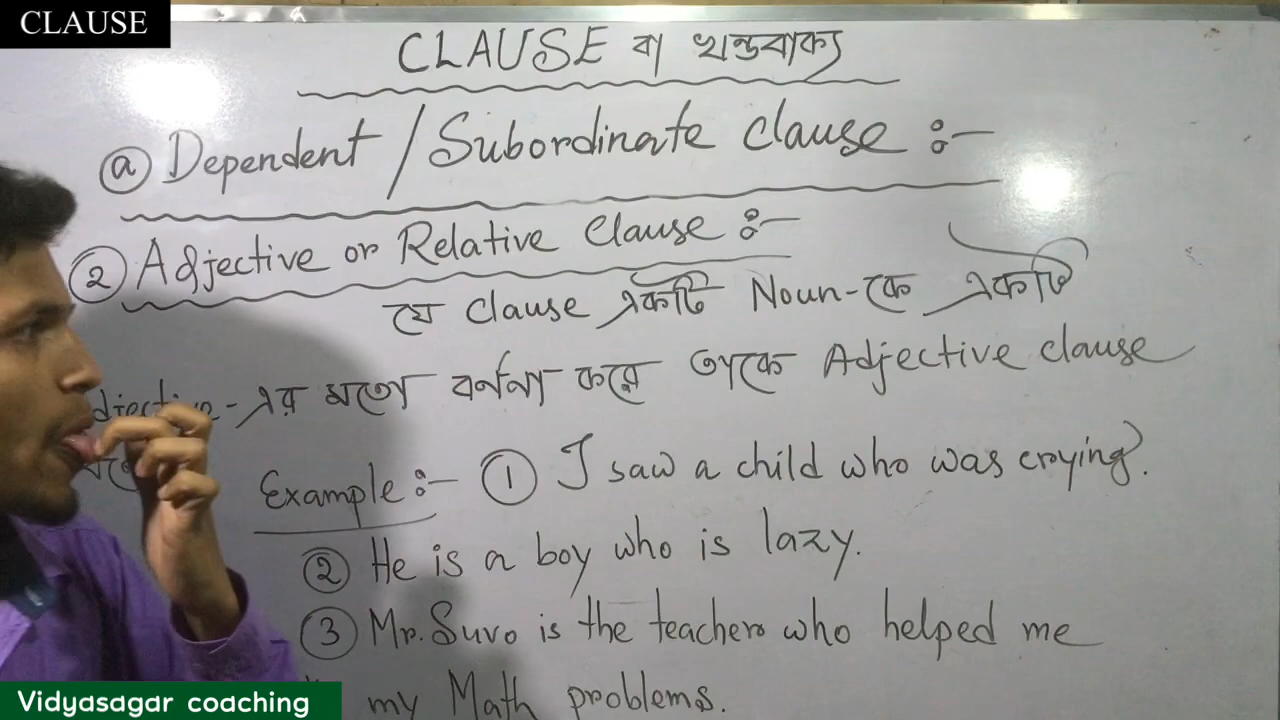 CLAUSE
CLAUSE বা খন্ডবাক্য
ⓐ Dependent / Subordinate clause :-
② Adjective or Relative Clause :-
যে Clause একটি Noun-কে একটি
Adjective-এর মতো বর্ননা করে তাকে Adjective clause
Example :- ① I saw a child who was crying.
② He is a boy who is lazy.
③ Mr. Suvo is the teacher who helped me
my Math problems.
Vidyasagar coaching